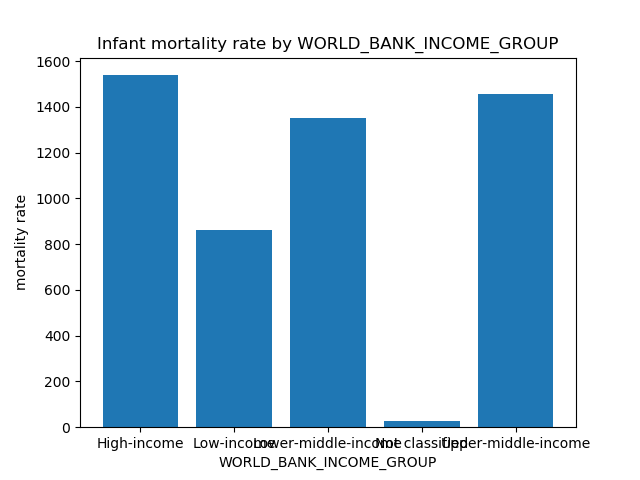 Infant mortality rate by WORLD_BANK_INCOME_GROUP
1600
1400
1200
1000
800
600
400
200
0
mortality rate
High-income
Low-income
Lower-middle-income
Not classified
Upper-middle-income
WORLD_BANK_INCOME_GROUP